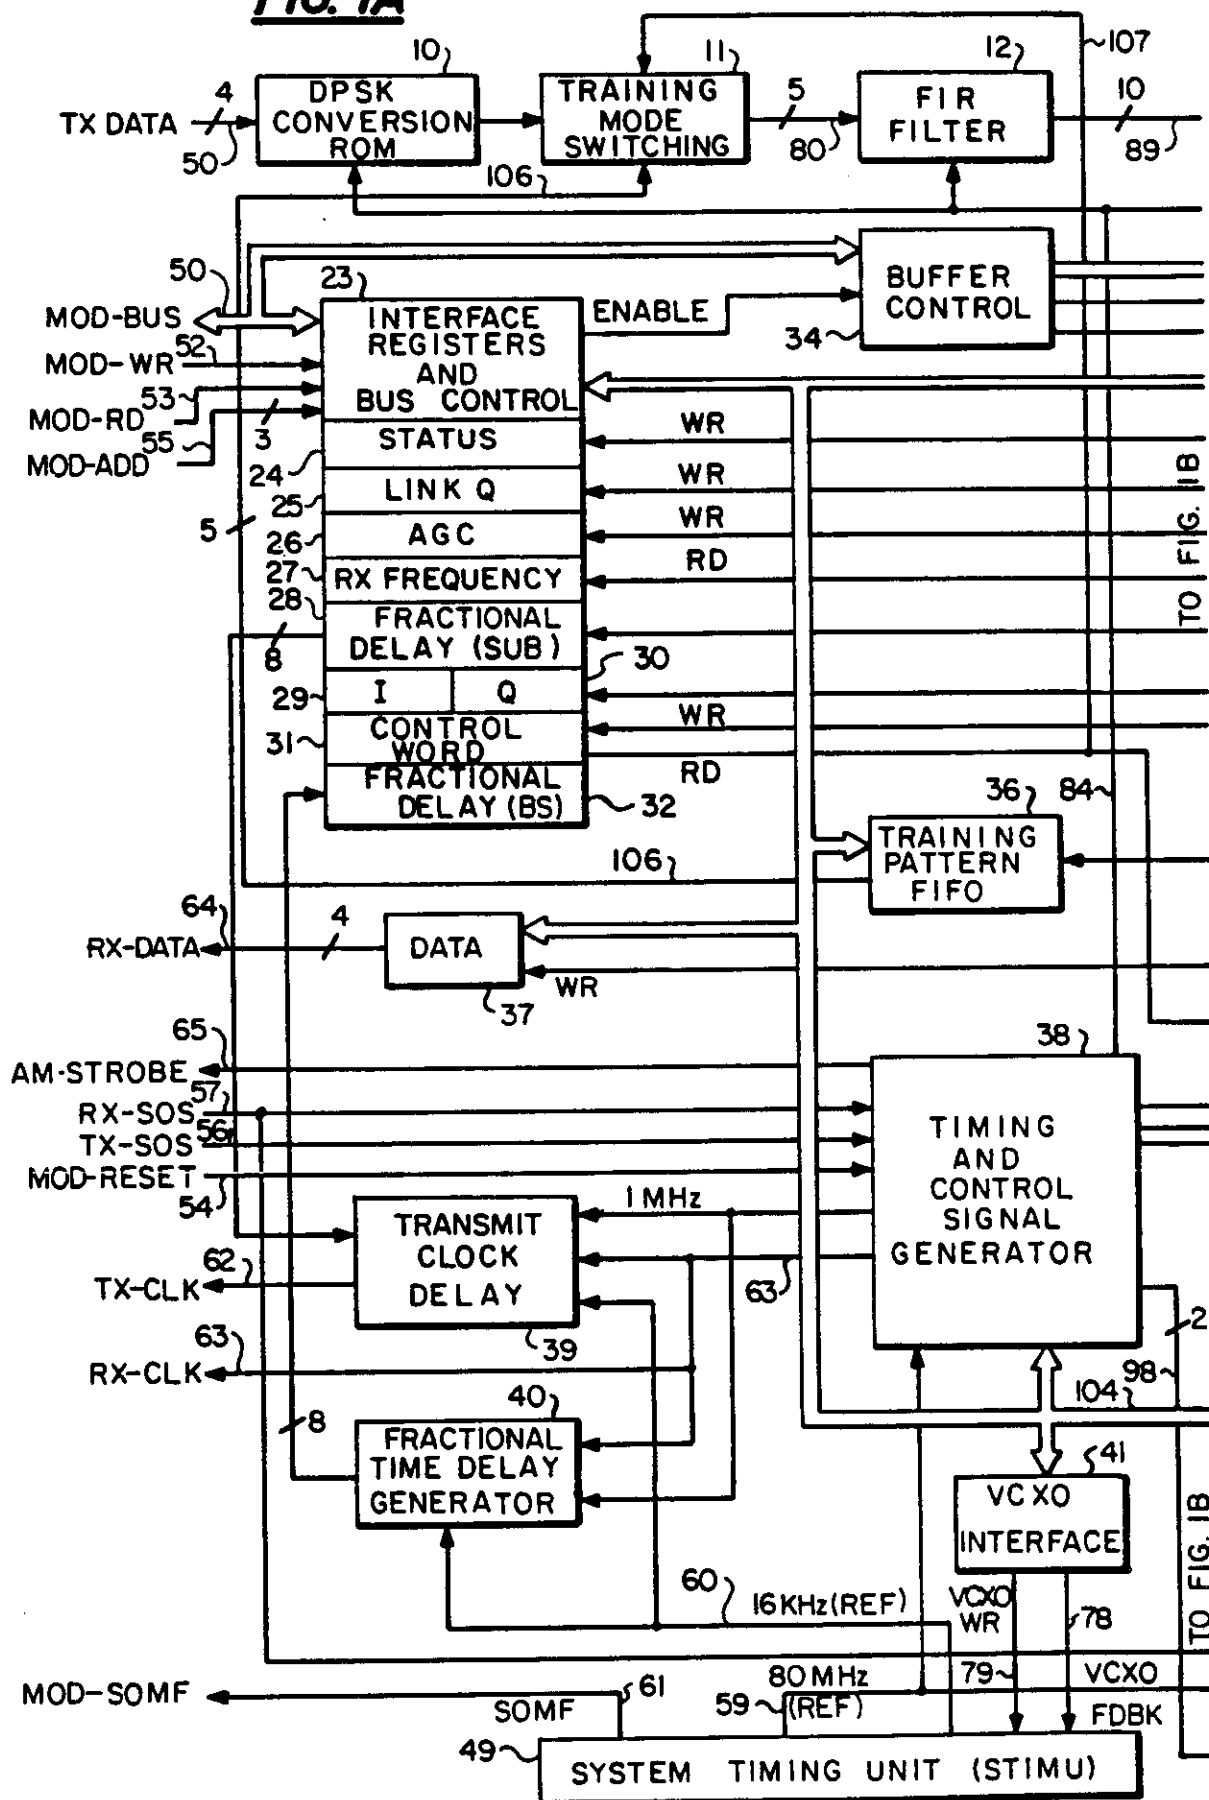 FIG. 1A
107
10
11
12
TX DATA
4
50
DPSK
CONVERSION
ROM
TRAINING
MODE
SWITCHING
5
80
FIR
FILTER
10
89
106
50
23
MOD-BUS
MOD-WR
52
MOD-RD
53
MOD-ADD
55
3
INTERFACE
REGISTERS
AND
BUS CONTROL
ENABLE
BUFFER
CONTROL
34
STATUS
24
WR
LINK Q
25
WR
AGC
26
WR
5
RX FREQUENCY
27
RD
28
FRACTIONAL
DELAY (SUB)
8
I
Q
29
30
CONTROL
WORD
31
WR
RD
FRACTIONAL
DELAY (BS)
32
TO FIG. 1B
36
84
TRAINING
PATTERN
FIFO
106
64
RX-DATA
4
DATA
WR
37
65
AM-STROBE
57
RX-SOS
56
TX-SOS
MOD-RESET
54
38
TIMING
AND
CONTROL
SIGNAL
GENERATOR
1 MHz
TRANSMIT
CLOCK
DELAY
62
TX-CLK
63
39
63
RX-CLK
2
98
104
40
8
FRACTIONAL
TIME DELAY
GENERATOR
41
VCXO
INTERFACE
TO FIG. 1B
60
16 KHz (REF)
VCXO
WR
78
79
80 MHz
(REF)
59
VCXO
FDBK
MOD-SOMF
SOMF
61
49
SYSTEM TIMING UNIT (STIMU)